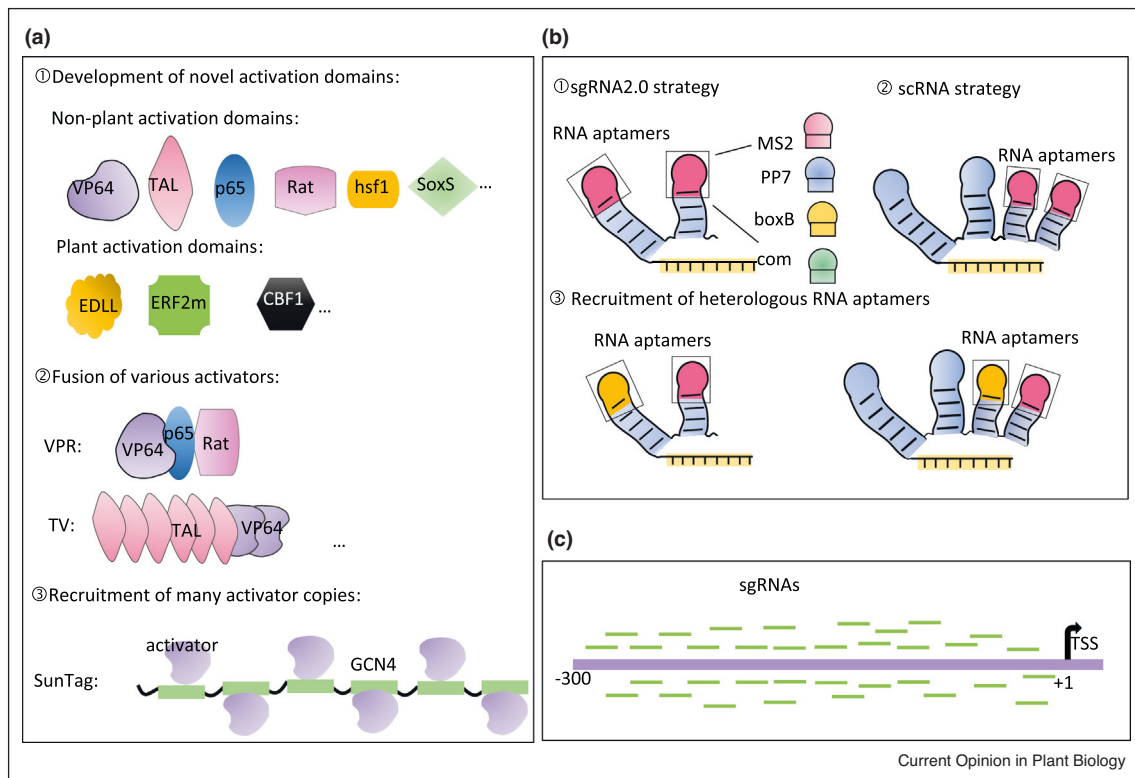 (a)
①Development of novel activation domains:
Non-plant activation domains:
VP64
TAL
p65
Rat
hsf1
SoxS
...
Plant activation domains:
EDLL
ERF2m
CBF1
...
②Fusion of various activators:
VPR:
VP64
p65
Rat
TV:
TAL
VP64
...
③Recruitment of many activator copies:
activator
GCN4
SunTag:
(b)
①sgRNA2.0 strategy
② scRNA strategy
RNA aptamers
MS2
PP7
boxB
com
RNA aptamers
③ Recruitment of heterologous RNA aptamers
RNA aptamers
RNA aptamers
(c)
sgRNAs
TSS
-300
+1
Current Opinion in Plant Biology